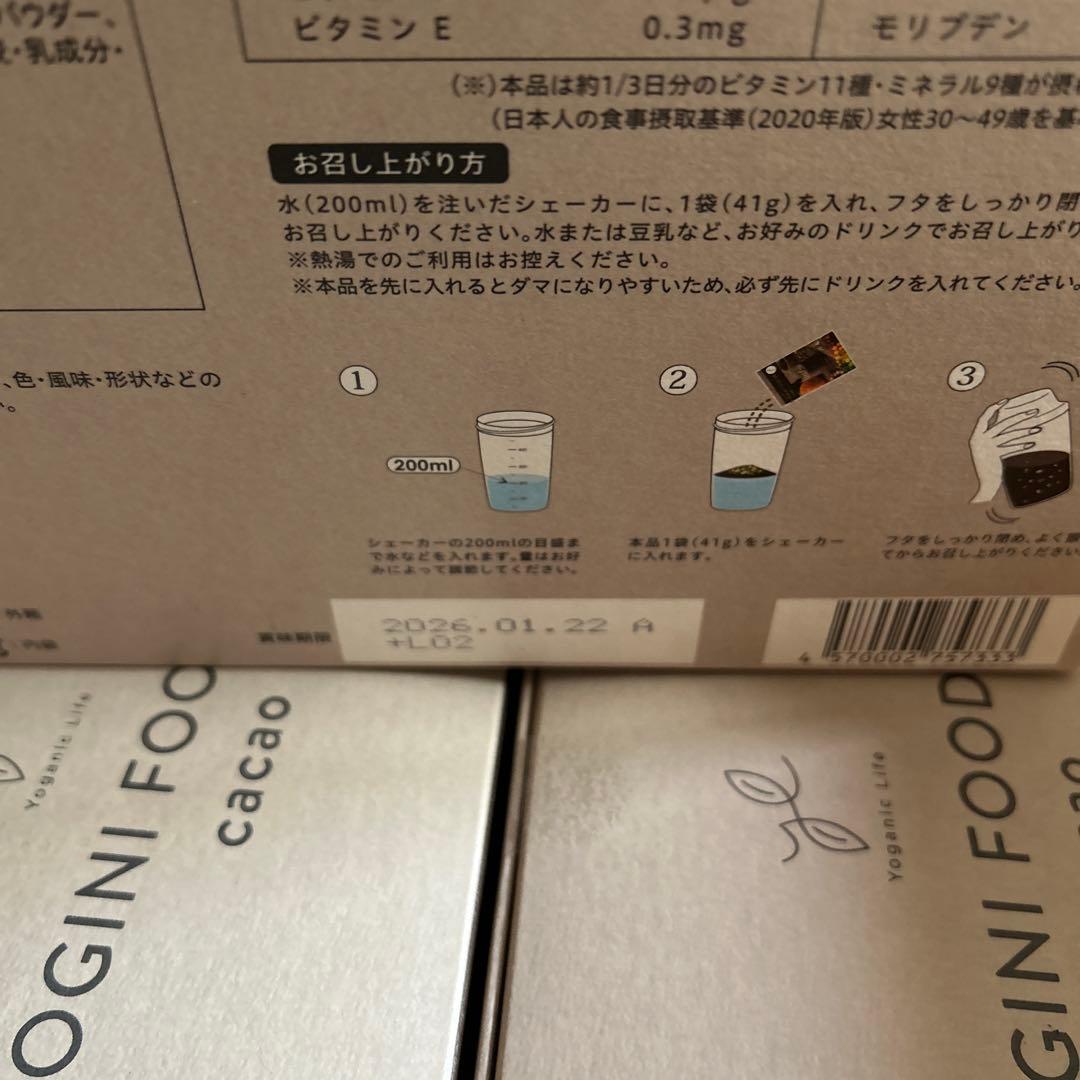 パウダー、
乳成分・
ビタミン E
0.3mg
モリブデン
(※)本品は約1/3日分のビタミン11種・ミネラル9種が摂
(日本人の食事摂取基準(2020年版)女性30〜49歳を基
お召し上がり方
水(200ml)を注いだシェーカーに、1袋(41g)を入れ、フタをしっかり閉
お召し上がりください。水または豆乳など、お好みのドリンクでお召し上がり
※熱湯でのご利用はお控えください。
※本品を先に入れるとダマになりやすいため、必ず先にドリンクを入れてください。
、色・風味・形状などの
。
1
2
3
200ml
シェーカーの200mlの目盛ま
で水などを入れます。量はお好
みによって調節してください。
本品1袋(41g)をシェーカー
に入れます。
フタをしっかり閉め、よく振
てからお召し上がりください
外箱
内袋
賞味期限
2026.01.22 A
+L02
4 570002 757333
Yoganic Life
OGINI FOO
cacao
Yoganic Life
GINI FOOD